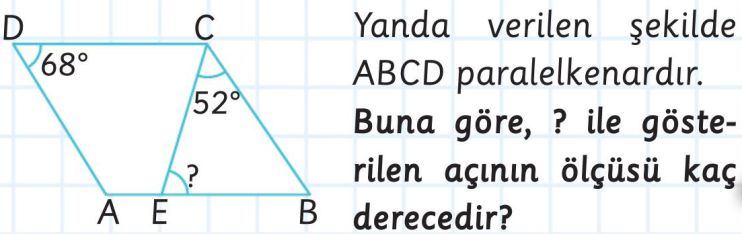 D
C
68°
52°
?
A E
B
Yanda verilen şekilde
ABCD paralelkenardır.
Buna göre, ? ile göste-
rilen açının ölçüsü kaç
derecedir?